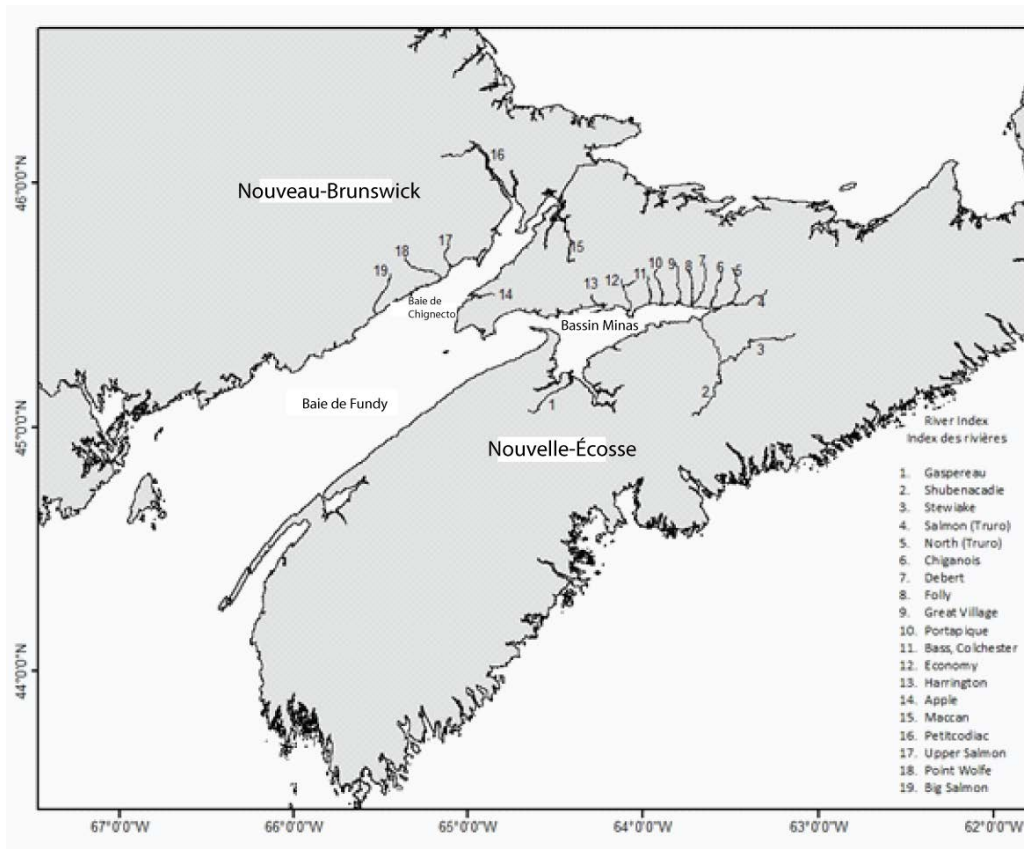 16
46°0'0"N
Nouveau-Brunswick
17
18
19
15
10 9 8 7 6 5
13 12 11
14
4
Baie de
Chignecto
Bassin Minas
3
2
1
Baie de Fundy
45°0'0"N
Nouvelle-Écosse
River Index
Index des rivières
1. Gaspereau
2. Shubenacadie
3. Stewiake
4. Salmon (Truro)
5. North (Truro)
6. Chiganois
7. Debert
8. Folly
9. Great Village
10. Portapique
11. Bass, Colchester
12. Economy
13. Harrington
14. Apple
15. Maccan
16. Petitcodiac
17. Upper Salmon
18. Point Wolfe
19. Big Salmon
44°0'0"N
67°0'0"W 66°0'0"W 65°0'0"W 64°0'0"W 63°0'0"W 62°0'0"W